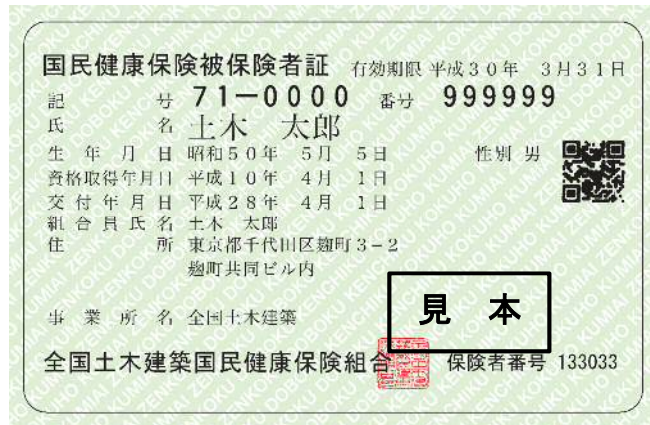 国民健康保険被保険者証 有効期限 平成30年 3月31日
記号 71-0000 番号 999999
氏名 土木 太郎
生年月日 昭和50年 5月 5日 性別 男
資格取得年月日 平成10年 4月 1日
交付年月日 平成28年 4月 1日
組合員氏名 土木 太郎
住所 東京都千代田区麹町3-2
麹町共同ビル内
事業所名 全国土木建築
見本
全国土木建築国民健康保険組合 保険者番号 133033